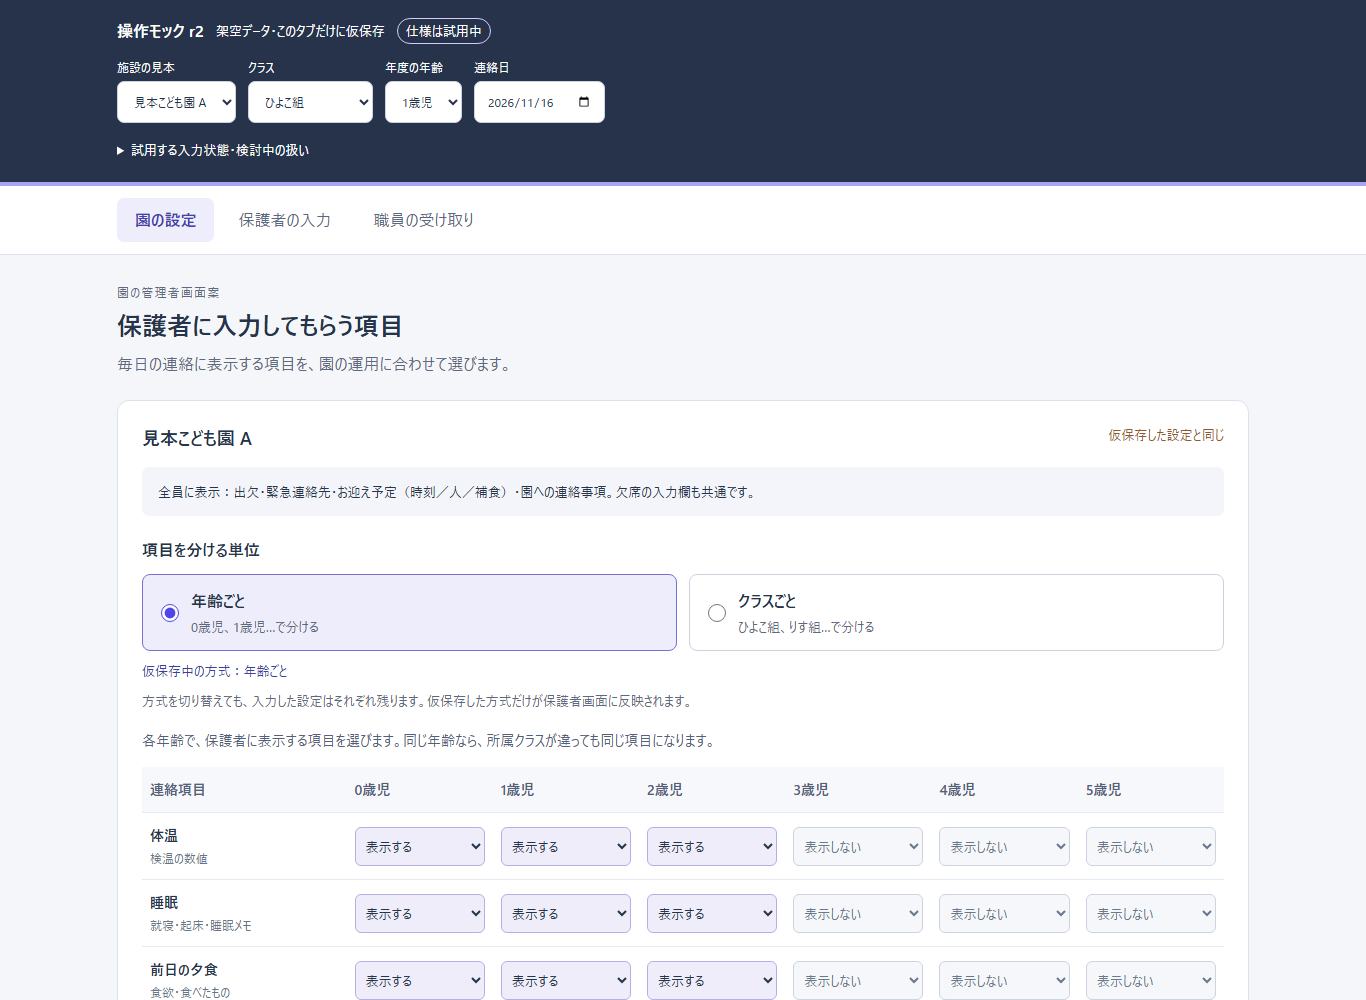 操作モック r2 架空データ・このタブだけに仮保存 仕様は試用中
施設の見本 クラス 年度の年齢 連絡日
見本こども園 A ひよこ組 1歳児 2026/11/16
▶ 試用する入力状態・検討中の扱い
園の設定 保護者の入力 職員の受け取り
園の管理者画面案
保護者に入力してもらう項目
毎日の連絡に表示する項目を、園の運用に合わせて選びます。
見本こども園 A 仮保存した設定と同じ
全員に表示：出欠・緊急連絡先・お迎え予定（時刻／人／補食）・園への連絡事項。欠席の入力欄も共通です。
項目を分ける単位
年齢ごと クラスごと
0歳児、1歳児…で分ける ひよこ組、りす組…で分ける
仮保存中の方式：年齢ごと
方式を切り替えても、入力した設定はそれぞれ残ります。仮保存した方式だけが保護者画面に反映されます。
各年齢で、保護者に表示する項目を選びます。同じ年齢なら、所属クラスが違っても同じ項目になります。
連絡項目 0歳児 1歳児 2歳児 3歳児 4歳児 5歳児
体温 表示する 表示する 表示する 表示しない 表示しない 表示しない
検温の数値
睡眠 表示する 表示する 表示する 表示しない 表示しない 表示しない
就寝・起床・睡眠メモ
前日の夕食 表示する 表示する 表示する 表示しない 表示しない 表示しない
食欲・食べたもの